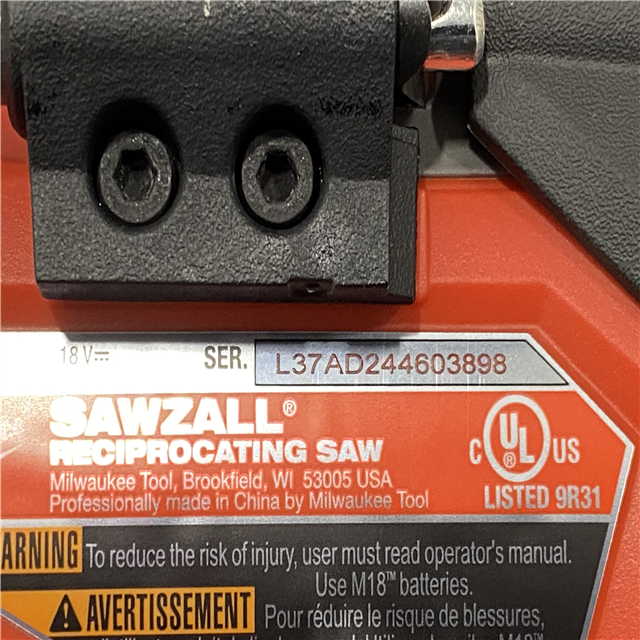 18 V⎓ SER. L37AD244603898
SAWZALL®
RECIPROCATING SAW
Milwaukee Tool, Brookfield, WI 53005 USA
Professionally made in China by Milwaukee Tool
C UL® US
LISTED 9R31
WARNING To reduce the risk of injury, user must read operator's manual.
Use M18™ batteries.
AVERTISSEMENT Pour réduire le risque de blessures,